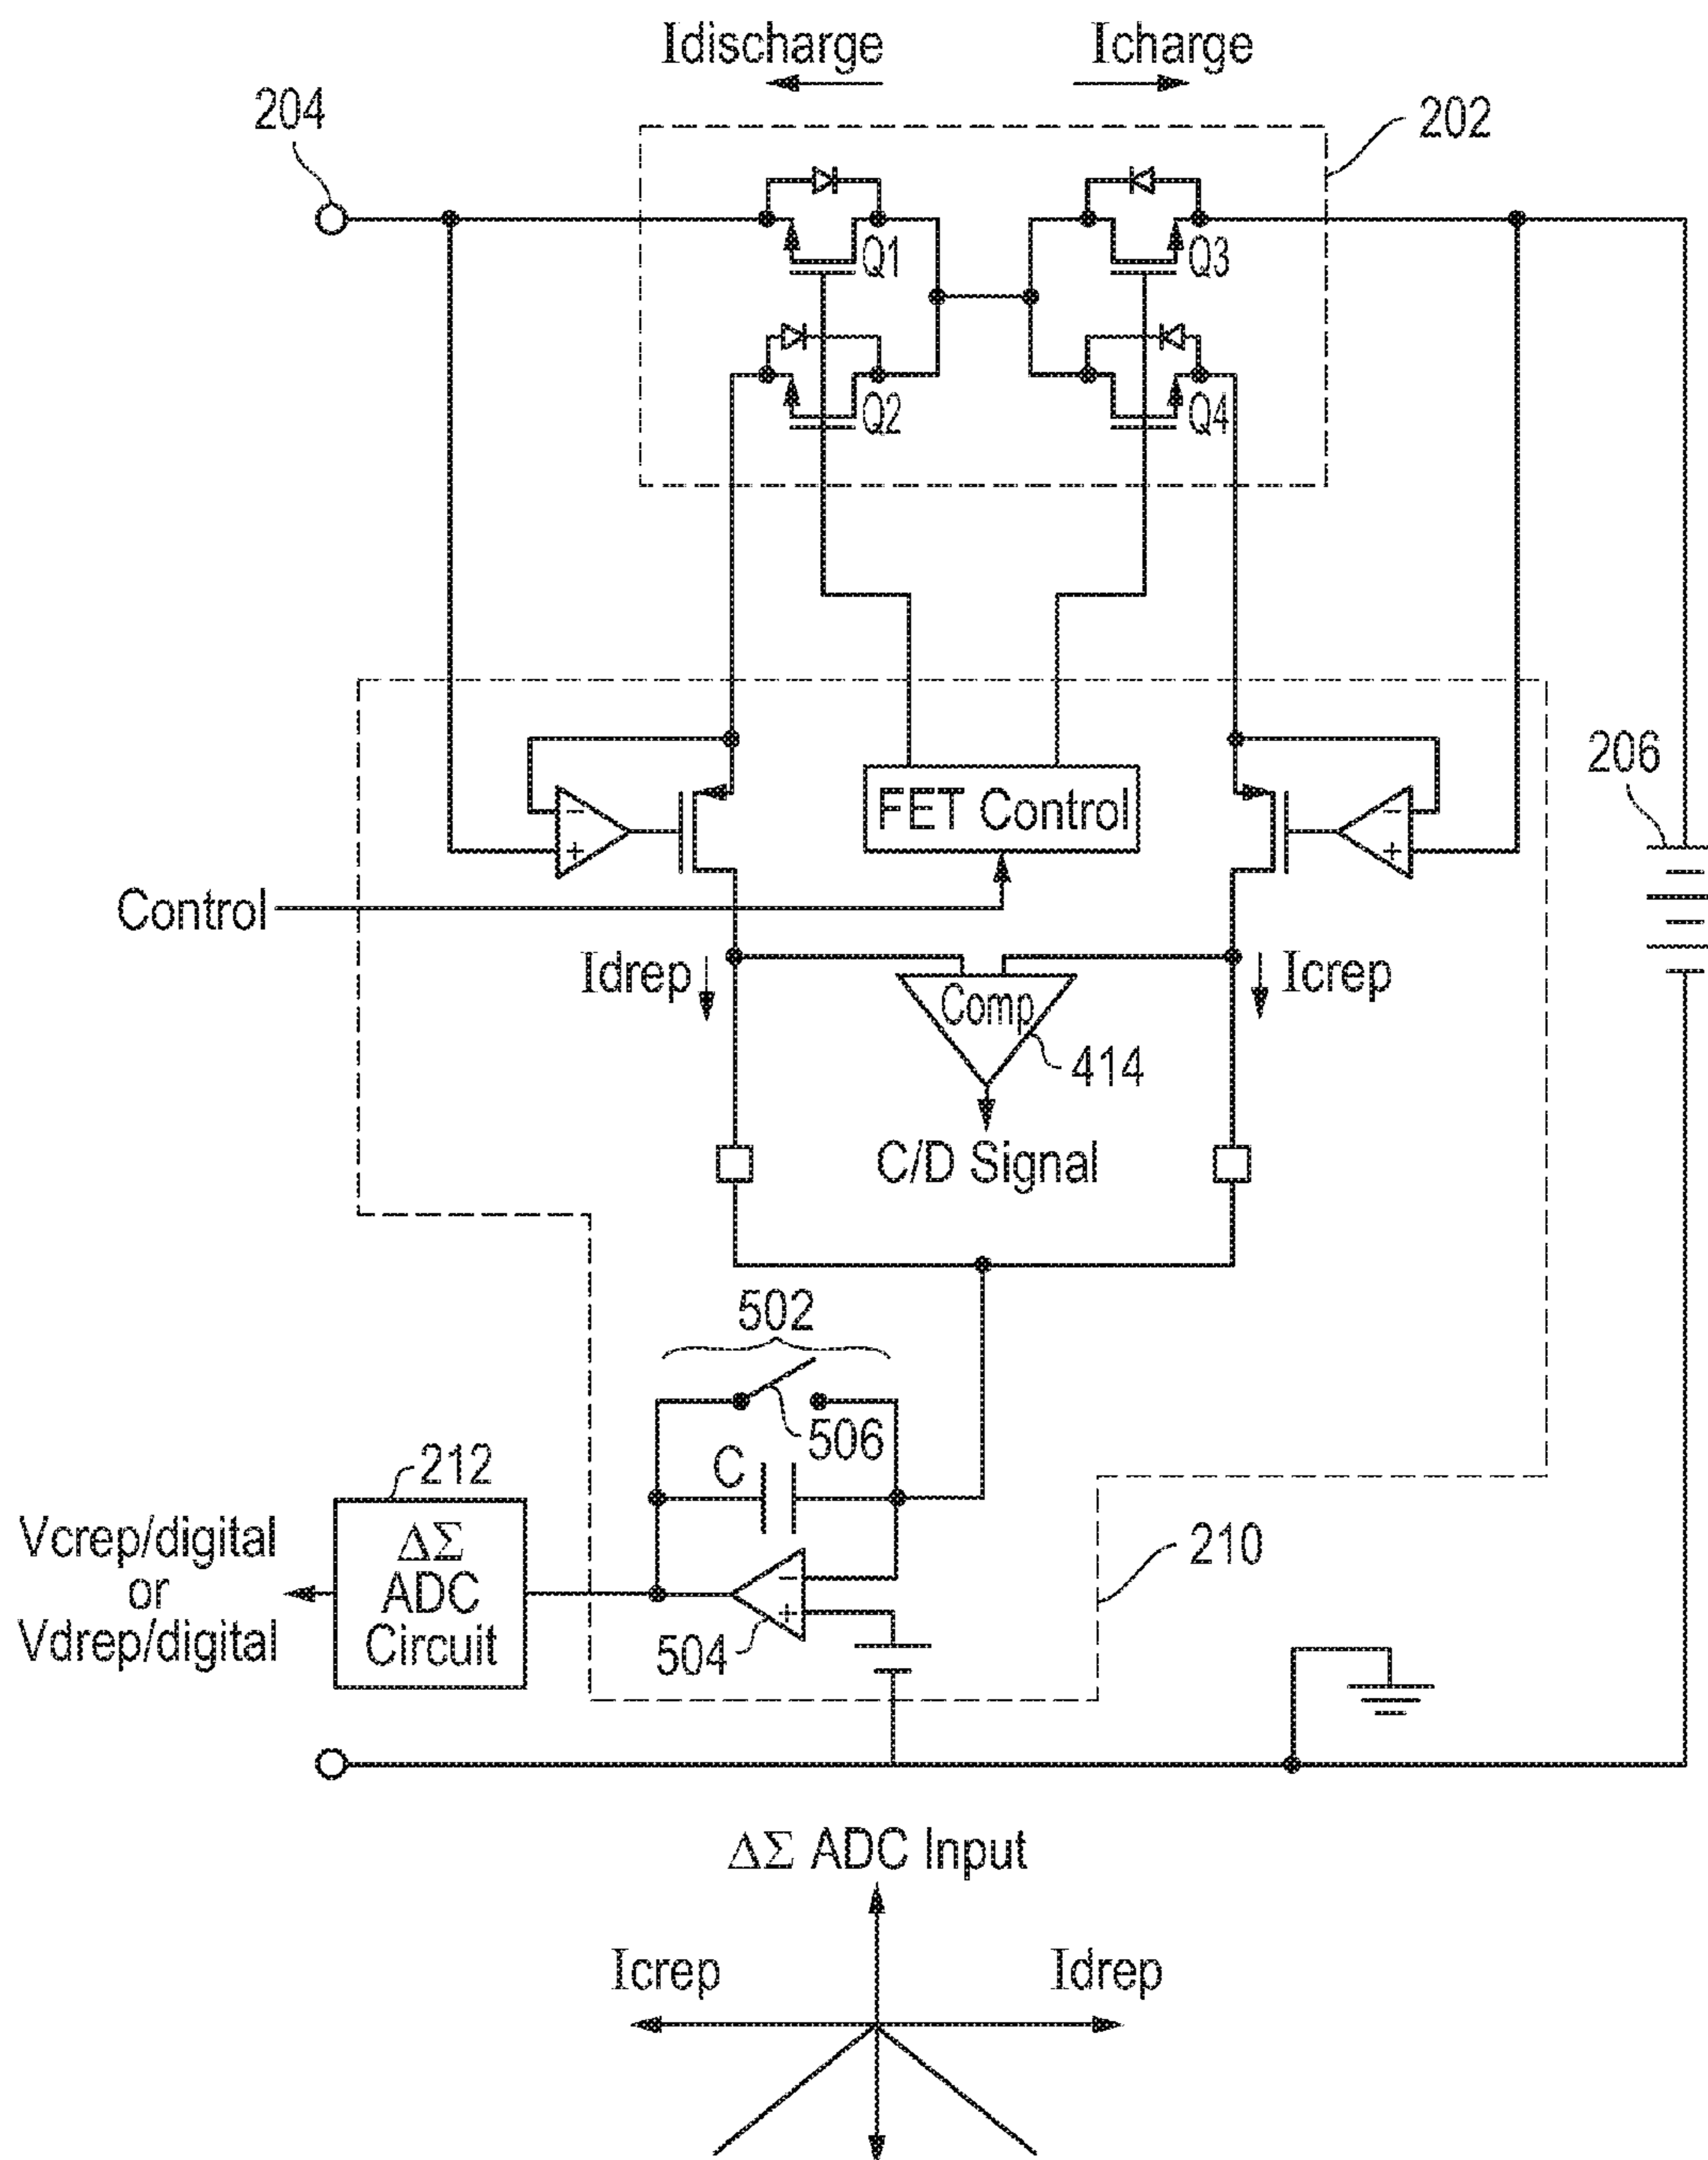 Idischarge Icharge
204
202
Q1 Q3
Q2 Q4
206
- FET Control -
+ +
Control
Idrep Comp Icrep
414
C/D Signal
502
506
212 C
Vcrep/digital
or
Vdrep/digital
ΔΣ
ADC
Circuit
-
+
504
210
ΔΣ ADC Input
Icrep Idrep